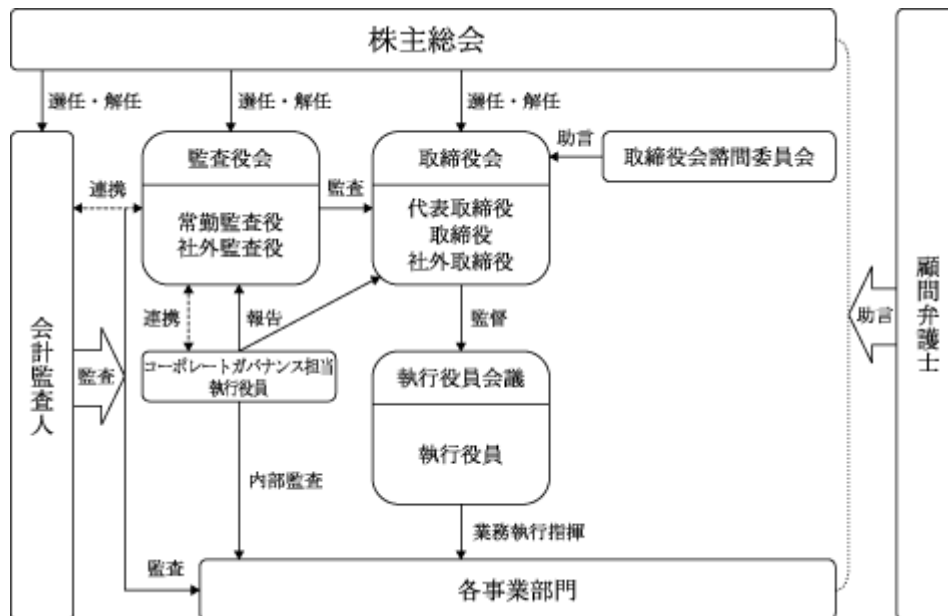 株主総会
選任・解任
選任・解任
選任・解任
監査役会
取締役会
助言
取締役会諮問委員会
連携
監査
常勤監査役
社外監査役
代表取締役
取締役
社外取締役
顧問弁護士
助言
連携
報告
監督
会計監査人
監査
コーポレートガバナンス担当
執行役員
執行役員会議
執行役員
内部監査
業務執行指揮
監査
各事業部門